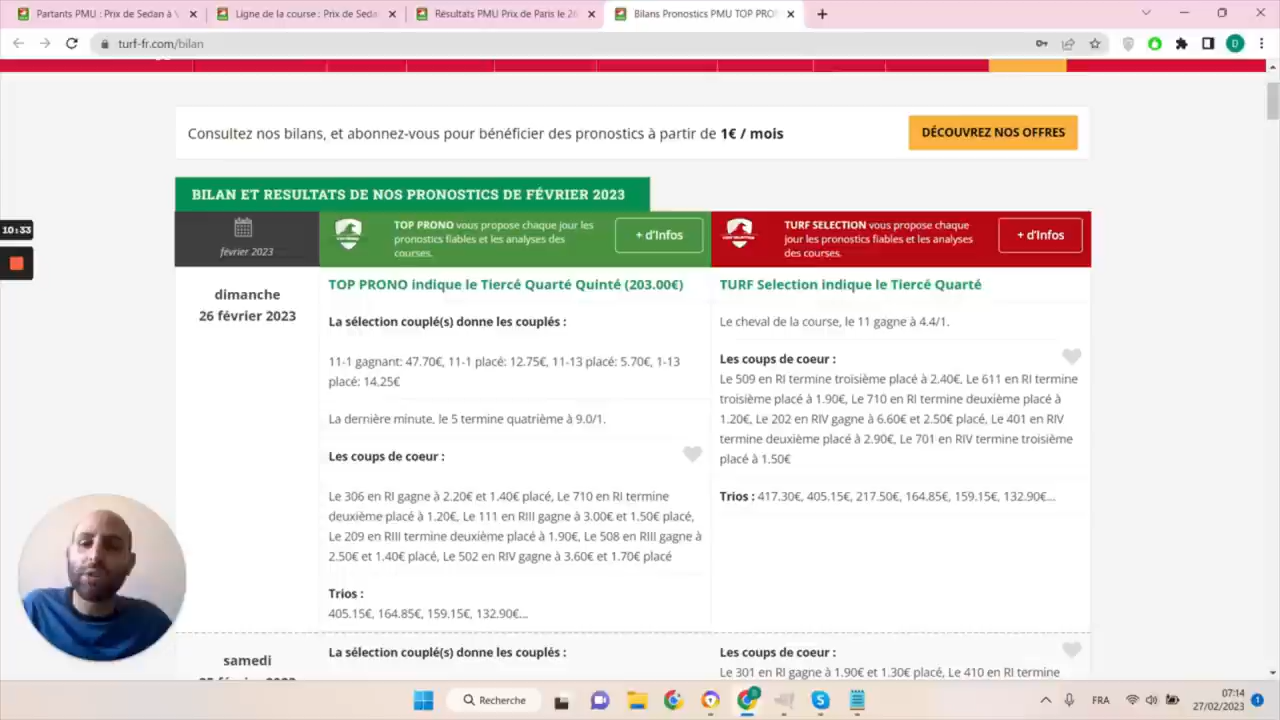 Partants PMU : Prix de Sedan à V
Ligne de la course : Prix de Seda
Résultats PMU Prix de Paris le 26
Bilans Pronostics PMU TOP PRO
turf-fr.com/bilan
D
Consultez nos bilans, et abonnez-vous pour bénéficier des pronostics à partir de 1€ / mois
DÉCOUVREZ NOS OFFRES
BILAN ET RESULTATS DE NOS PRONOSTICS DE FÉVRIER 2023
février 2023
TOP PRONO vous propose chaque jour les
pronostics fiables et les analyses des
courses.
+ d'Infos
TURF SELECTION vous propose chaque
jour les pronostics fiables et les analyses
des courses.
+ d'Infos
10:33
dimanche
26 février 2023
TOP PRONO indique le Tiercé Quarté Quinté (203.00€)
La sélection couplé(s) donne les couplés :
11-1 gagnant: 47.70€, 11-1 placé: 12.75€, 11-13 placé: 5.70€, 1-13
placé: 14.25€
La dernière minute, le 5 termine quatrième à 9.0/1.
Les coups de coeur :
Le 306 en RI gagne à 2.20€ et 1.40€ placé, Le 710 en RI termine
deuxième placé à 1.20€, Le 111 en RIII gagne à 3.00€ et 1.50€ placé,
Le 209 en RIII termine deuxième placé à 1.90€, Le 508 en RIII gagne à
2.50€ et 1.40€ placé, Le 502 en RIV gagne à 3.60€ et 1.70€ placé
Trios :
405.15€, 164.85€, 159.15€, 132.90€...
TURF Selection indique le Tiercé Quarté
Le cheval de la course, le 11 gagne à 4.4/1.
Les coups de coeur :
Le 509 en RI termine troisième placé à 2.40€, Le 611 en RI termine
troisième placé à 1.90€, Le 710 en RI termine deuxième placé à
1.20€, Le 202 en RIV gagne à 6.60€ et 2.50€ placé, Le 401 en RIV
termine deuxième placé à 2.90€, Le 701 en RIV termine troisième
placé à 1.50€
Trios : 417.30€, 405.15€, 217.50€, 164.85€, 159.15€, 132.90€...
samedi
25 février 2023
La sélection couplé(s) donne les couplés :
Les coups de coeur :
Le 301 en RI gagne à 1.90€ et 1.30€ placé, Le 410 en RI termine
Recherche
FRA
07:14
27/02/2023